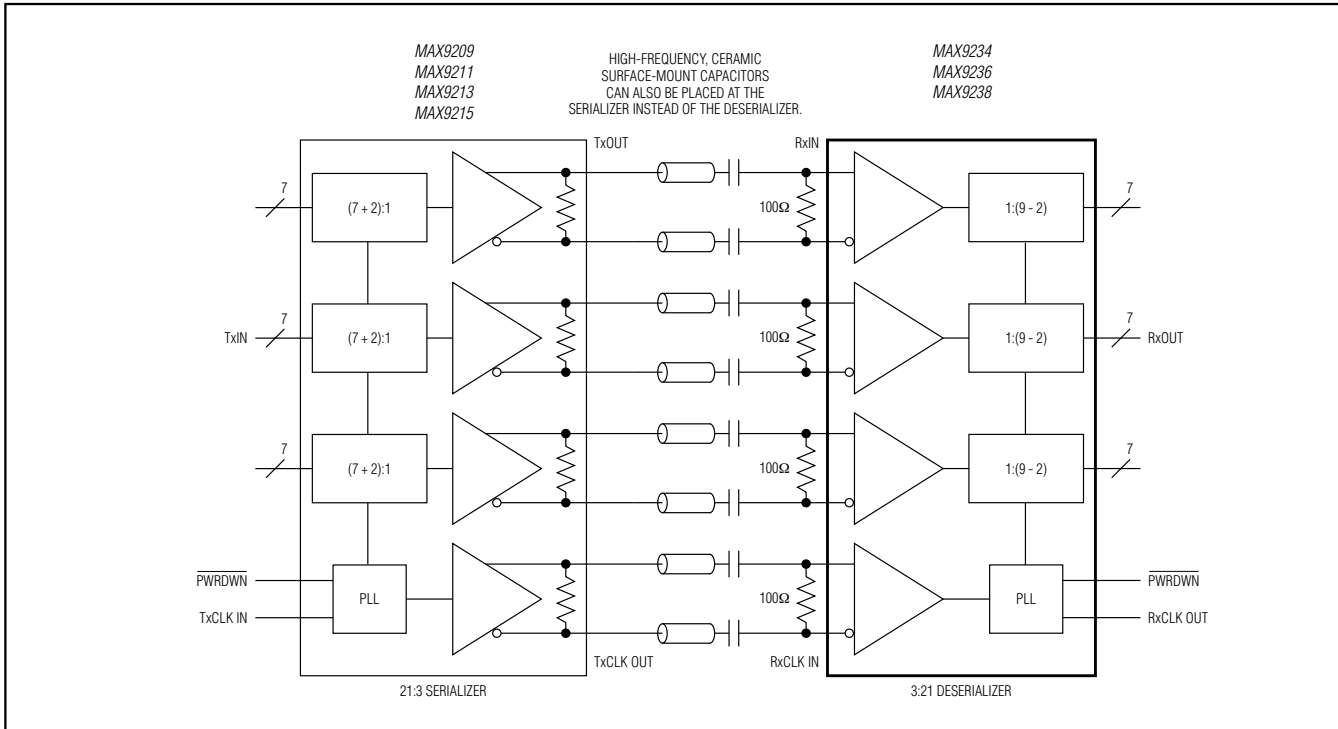 MAX9209
MAX9211
MAX9213
MAX9215
HIGH-FREQUENCY, CERAMIC
SURFACE-MOUNT CAPACITORS
CAN ALSO BE PLACED AT THE
SERIALIZER INSTEAD OF THE DESERIALIZER.
MAX9234
MAX9236
MAX9238
TxOUT
RxIN
7
(7 + 2):1
100Ω
1:(9 - 2)
7
TxIN
7
(7 + 2):1
100Ω
1:(9 - 2)
7
RxOUT
7
(7 + 2):1
100Ω
1:(9 - 2)
7
PWRDWN
TxCLK IN
PLL
100Ω
PLL
PWRDWN
RxCLK OUT
TxCLK OUT
RxCLK IN
21:3 SERIALIZER
3:21 DESERIALIZER